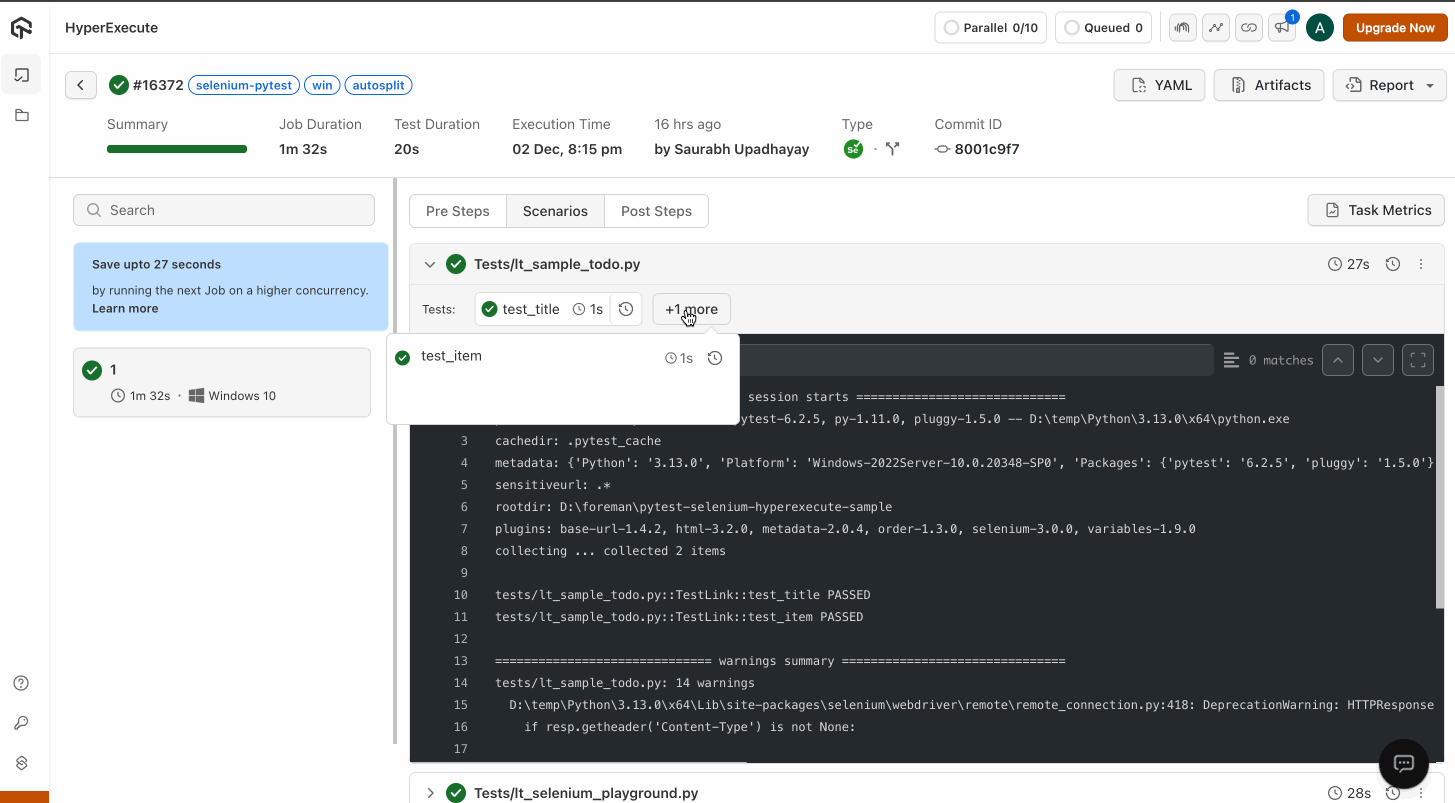 HyperExecute
Parallel 0/10
Queued 0
1
A
Upgrade Now
#16372
selenium-pytest
win
autosplit
YAML
Artifacts
Report
Summary
Job Duration
Test Duration
Execution Time
16 hrs ago
Type
Commit ID
1m 32s
20s
02 Dec, 8:15 pm
by Saurabh Upadhayay
se
8001c9f7
Search
Save upto 27 seconds
by running the next Job on a higher concurrency.
Learn more
1
1m 32s · Windows 10
Pre Steps
Scenarios
Post Steps
Task Metrics
Tests/lt_sample_todo.py
27s
Tests:
test_title
1s
+1 more
test_item
1s
0 matches
session starts =============================
ytest-6.2.5, py-1.11.0, pluggy-1.5.0 -- D:\temp\Python\3.13.0\x64\python.exe
3 cachedir: .pytest_cache
4 metadata: {'Python': '3.13.0', 'Platform': 'Windows-2022Server-10.0.20348-SP0', 'Packages': {'pytest': '6.2.5', 'pluggy': '1.5.0'}
5 sensitiveurl: .*
6 rootdir: D:\foreman\pytest-selenium-hyperexecute-sample
7 plugins: base-url-1.4.2, html-3.2.0, metadata-2.0.4, order-1.3.0, selenium-3.0.0, variables-1.9.0
8 collecting ... collected 2 items
9
10 tests/lt_sample_todo.py::TestLink::test_title PASSED
11 tests/lt_sample_todo.py::TestLink::test_item PASSED
12
13 ============================== warnings summary ===============================
14 tests/lt_sample_todo.py: 14 warnings
15 D:\temp\Python\3.13.0\x64\Lib\site-packages\selenium\webdriver\remote\remote_connection.py:418: DeprecationWarning: HTTPResponse
16 if resp.getheader('Content-Type') is not None:
17
Tests/lt_selenium_playground.py
28s